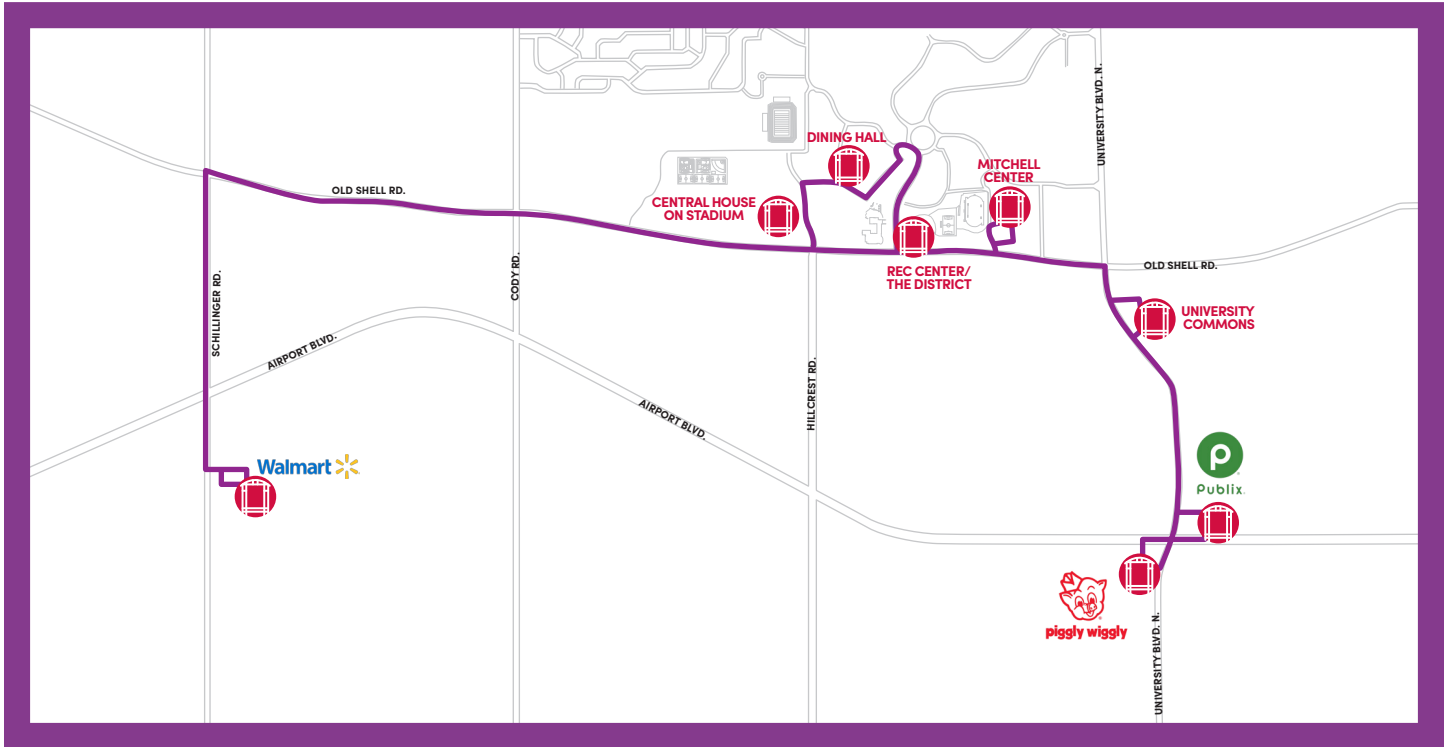 UNIVERSITY BLVD. N.
DINING HALL
MITCHELL
CENTER
OLD SHELL RD.
CENTRAL HOUSE
ON STADIUM
REC CENTER/
THE DISTRICT
OLD SHELL RD.
CODY RD.
SCHILLINGER RD.
UNIVERSITY
COMMONS
AIRPORT BLVD.
HILLCREST RD.
AIRPORT BLVD.
Walmart
P
Publix
piggly wiggly
UNIVERSITY BLVD. N.